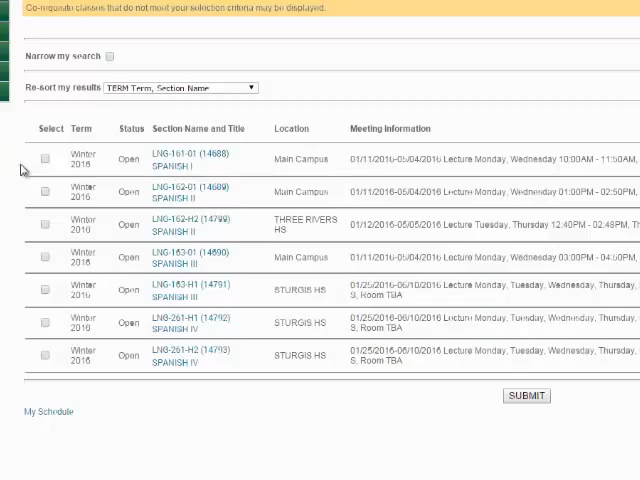 Co-requisite classes that do not meet your selection criteria may be displayed.
Narrow my search
Re-sort my results TERM Term, Section Name
Select Term Status Section Name and Title Location Meeting Information
Winter 2016 Open LNG-161-01 (14688) SPANISH I Main Campus 01/11/2016-05/04/2016 Lecture Monday, Wednesday 10:00AM - 11:50AM,
Winter 2016 Open LNG-162-01 (14689) SPANISH II Main Campus 01/11/2016-05/04/2016 Lecture Monday, Wednesday 01:00PM - 02:50PM,
Winter 2016 Open LNG-162-H2 (14799) SPANISH II THREE RIVERS HS 01/12/2016-05/05/2016 Lecture Tuesday, Thursday 12:40PM - 02:48PM,
Winter 2016 Open LNG-163-01 (14690) SPANISH III Main Campus 01/11/2016-05/04/2016 Lecture Monday, Wednesday 03:00PM - 04:50PM,
Winter 2016 Open LNG-163-H1 (14791) SPANISH III STURGIS HS 01/25/2016-06/10/2016 Lecture Monday, Tuesday, Wednesday, Thursday, S, Room TBA
Winter 2016 Open LNG-261-H1 (14792) SPANISH IV STURGIS HS 01/25/2016-06/10/2016 Lecture Monday, Tuesday, Wednesday, Thursday, S, Room TBA
Winter 2016 Open LNG-261-H2 (14793) SPANISH IV STURGIS HS 01/25/2016-06/10/2016 Lecture Monday, Tuesday, Wednesday, Thursday, S, Room TBA
SUBMIT
My Schedule